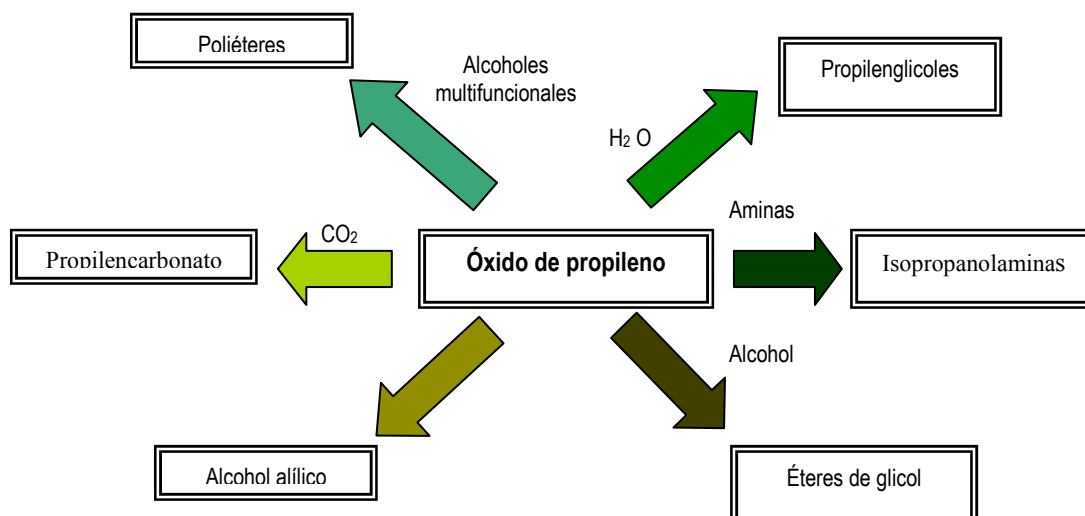 Poliéteres
Alcoholes
multifuncionales
Propilenglicoles
H₂ O
Aminas
CO₂
Propilencarbonato
Óxido de propileno
Isopropanolaminas
Alcohol
Alcohol alílico
Éteres de glicol